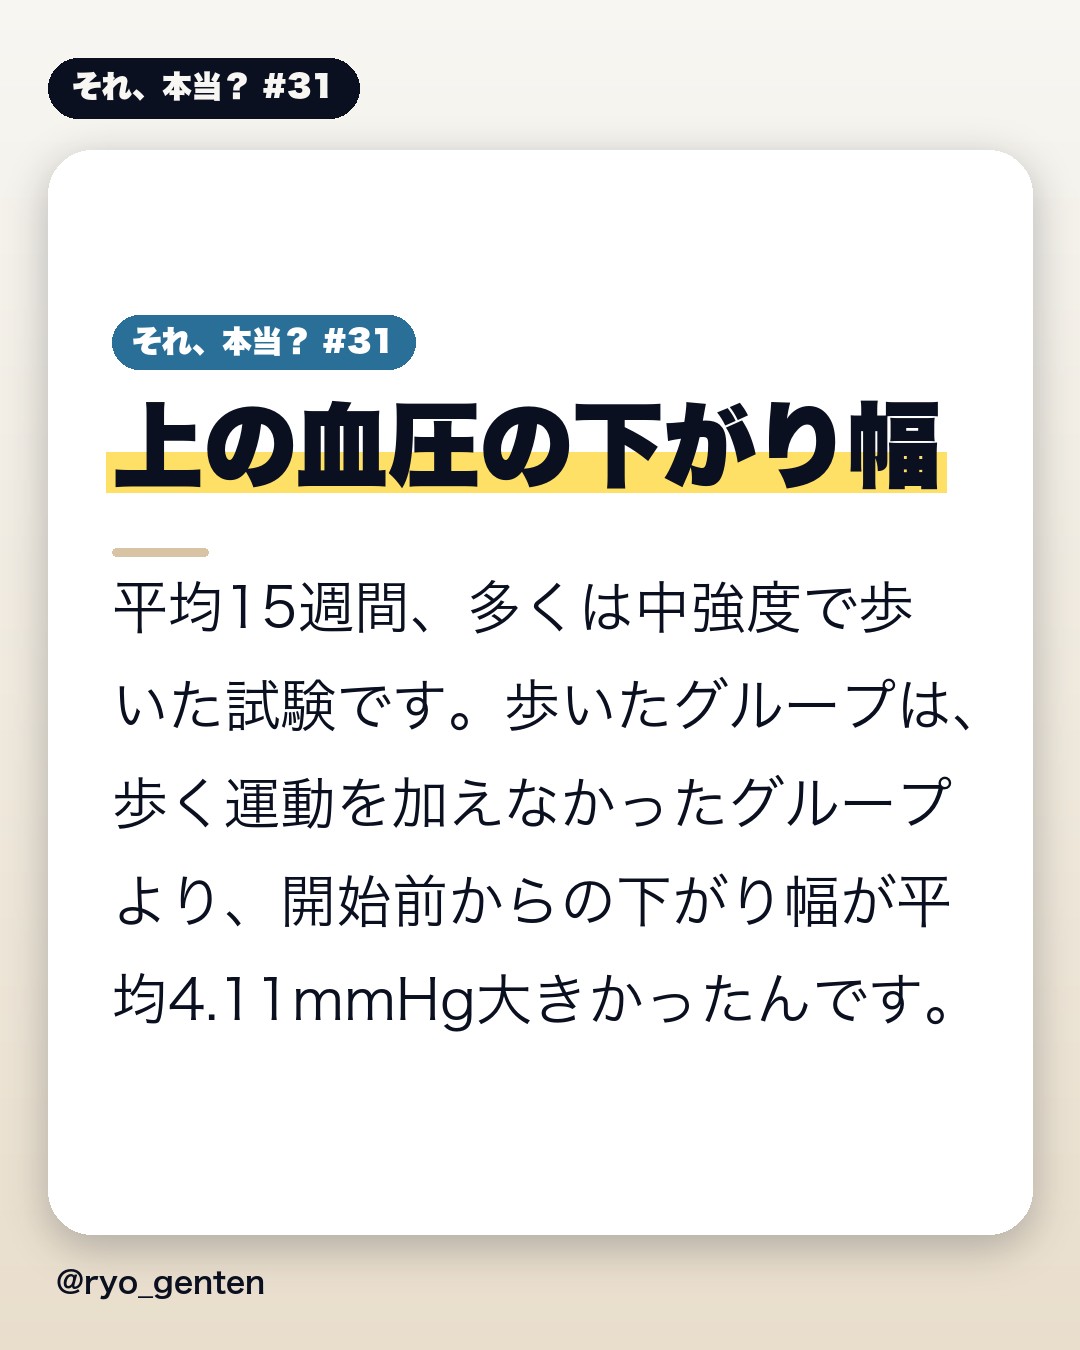 それ、本当？ #31
それ、本当？ #31
上の血圧の下がり幅
平均15週間、多くは中強度で歩
いた試験です。歩いたグループは、
歩く運動を加えなかったグループ
より、開始前からの下がり幅が平
均4.11mmHg大きかったんです。
@ryo_genten